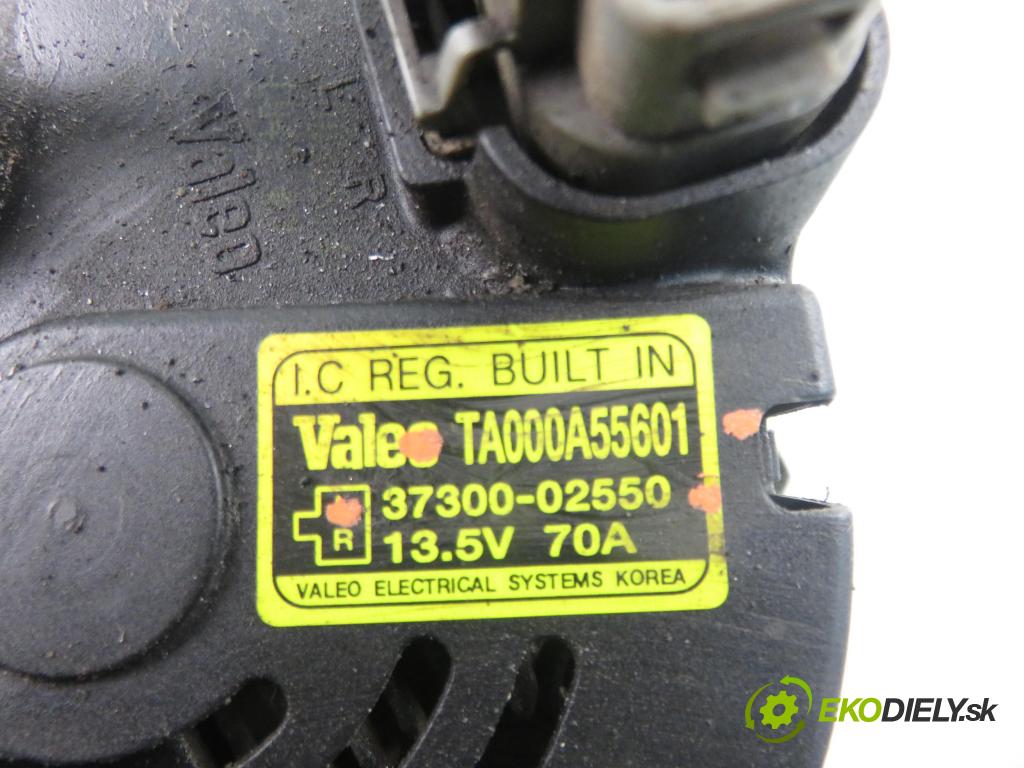 L
R
Valeo
I.C REG. BUILT IN
Valeo TA000A55601
37300-02550
R
13.5V 70A
VALEO ELECTRICAL SYSTEMS KOREA
EKODIELY.sk